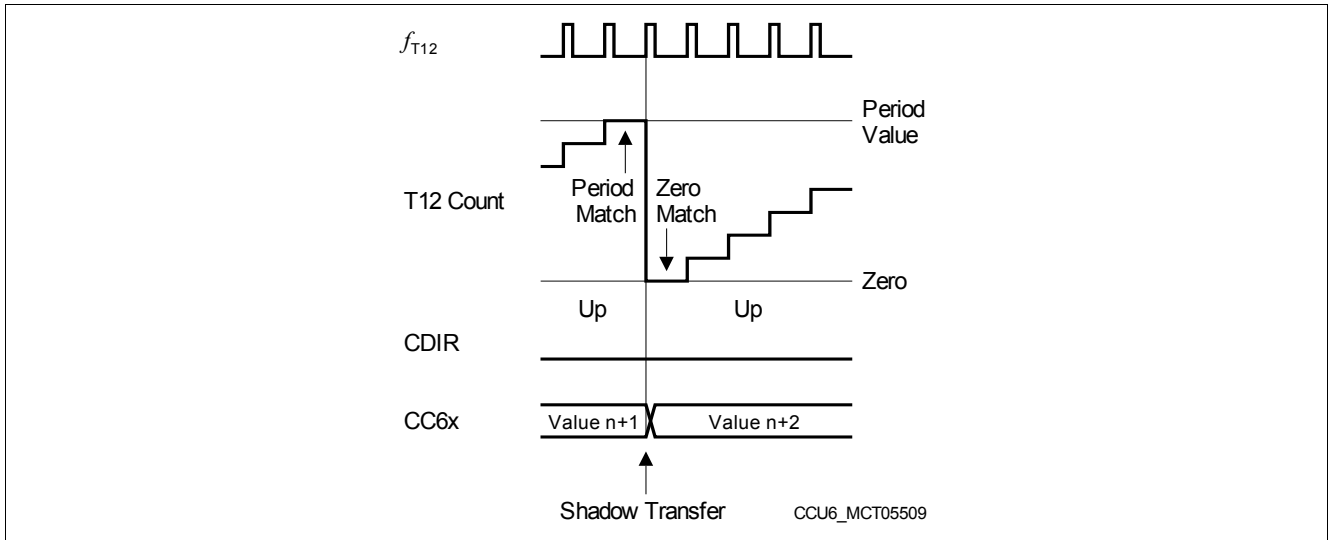 fT12
Period
Value
T12 Count
Period
Match
Zero
Match
Zero
Up
Up
CDIR
CC6x
Value n+1
Value n+2
Shadow Transfer
CCU6_MCT05509